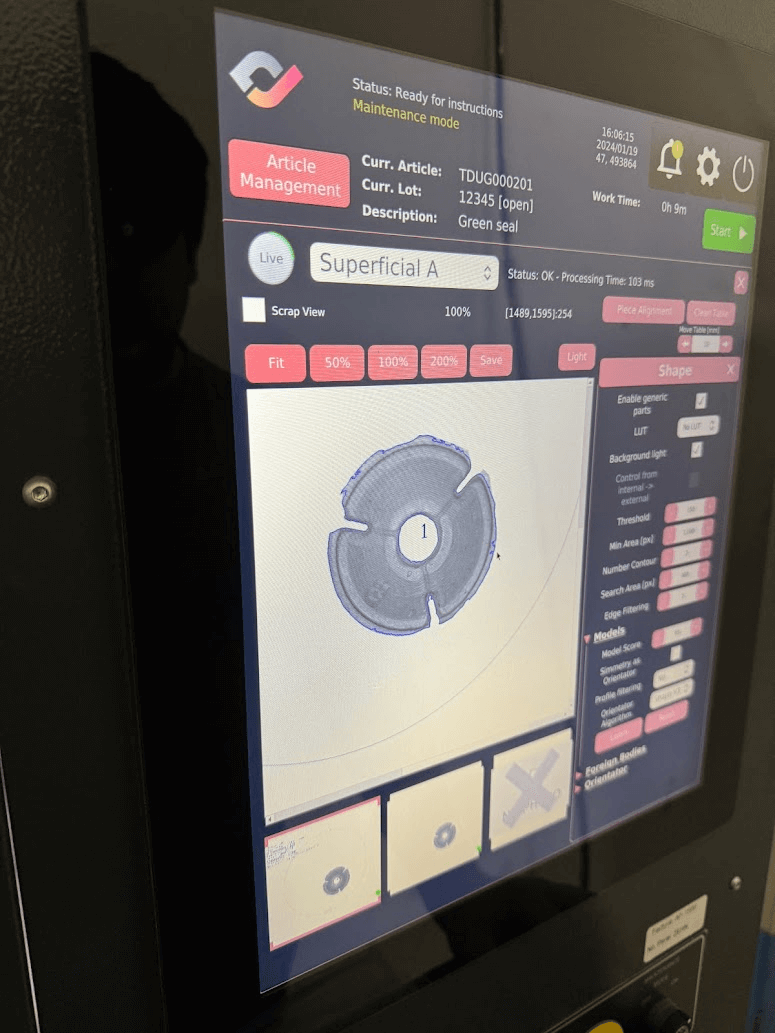 Status: Ready for instructions
Maintenance mode
16:06:15
2024/01/19
47, 493864
Article
Management
Curr. Article: TDUG000201
Curr. Lot: 12345 [open]
Description: Green seal
Work Time: 0h 9m
Start
Live
Superficial A
Status: OK - Processing Time: 103 ms
X
Scrap View
100%
[1489,1595]:254
Piece Alignment
Clear Table
Move Table [mm]
Fit
50%
100%
200%
Save
Light
Shape
X
Enable generic
parts
LUT
No LUT
Background light
Control from
internal ->
external
Threshold
Min Area [px]
Number Contour
Search Area [px]
Edge Filtering
Models
Model Score
Simmetry as
Orientator
Profile filtering
Orientator
Algorithm
Foreign Bodies
Orientator
1